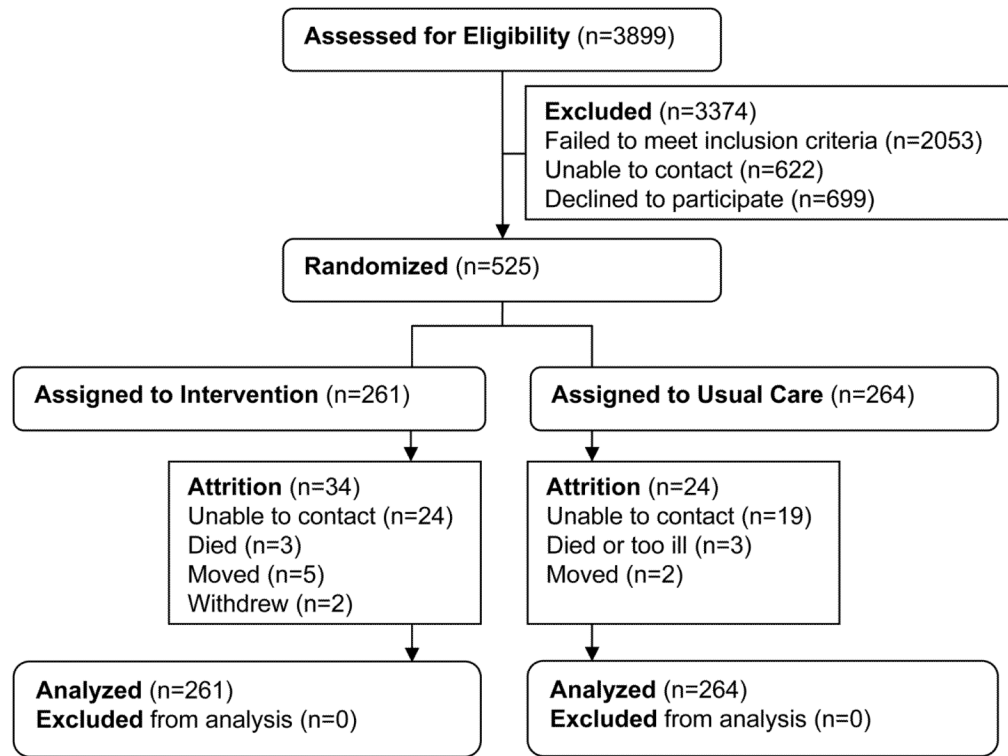 Assessed for Eligibility (n=3899)
Excluded (n=3374)
Failed to meet inclusion criteria (n=2053)
Unable to contact (n=622)
Declined to participate (n=699)
Randomized (n=525)
Assigned to Intervention (n=261)
Assigned to Usual Care (n=264)
Attrition (n=34)
Unable to contact (n=24)
Died (n=3)
Moved (n=5)
Withdrew (n=2)
Attrition (n=24)
Unable to contact (n=19)
Died or too ill (n=3)
Moved (n=2)
Analyzed (n=261)
Excluded from analysis (n=0)
Analyzed (n=264)
Excluded from analysis (n=0)